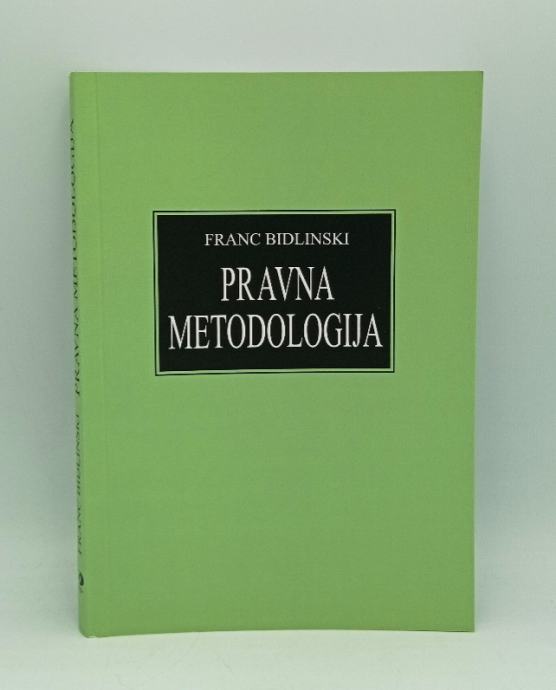 FRANC BIDLINSKI
PRAVNA
METODOLOGIJA
FRANC BIDLINSKI PRAVNA METODOLOGIJA